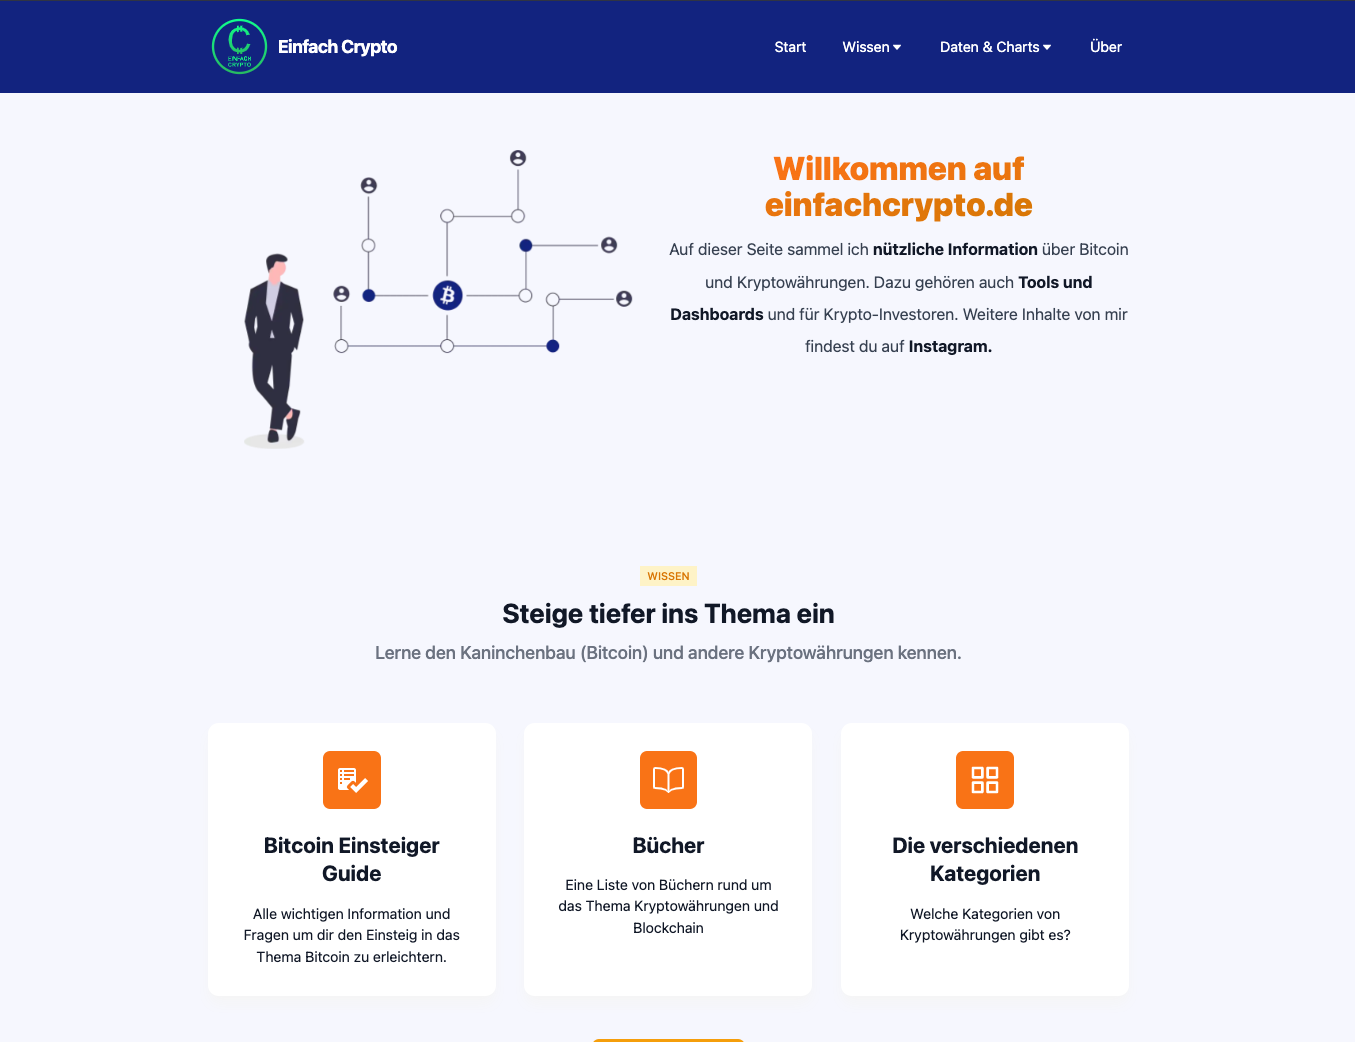 EINFACH
CRYPTO
Einfach Crypto
Start
Wissen
Daten & Charts
Über
Willkommen auf
einfachcrypto.de
Auf dieser Seite sammel ich nützliche Information über Bitcoin
und Kryptowährungen. Dazu gehören auch Tools und
Dashboards und für Krypto-Investoren. Weitere Inhalte von mir
findest du auf Instagram.
WISSEN
Steige tiefer ins Thema ein
Lerne den Kaninchenbau (Bitcoin) und andere Kryptowährungen kennen.
Bitcoin Einsteiger
Guide
Alle wichtigen Information und
Fragen um dir den Einsteig in das
Thema Bitcoin zu erleichtern.
Bücher
Eine Liste von Büchern rund um
das Thema Kryptowährungen und
Blockchain
Die verschiedenen
Kategorien
Welche Kategorien von
Kryptowährungen gibt es?